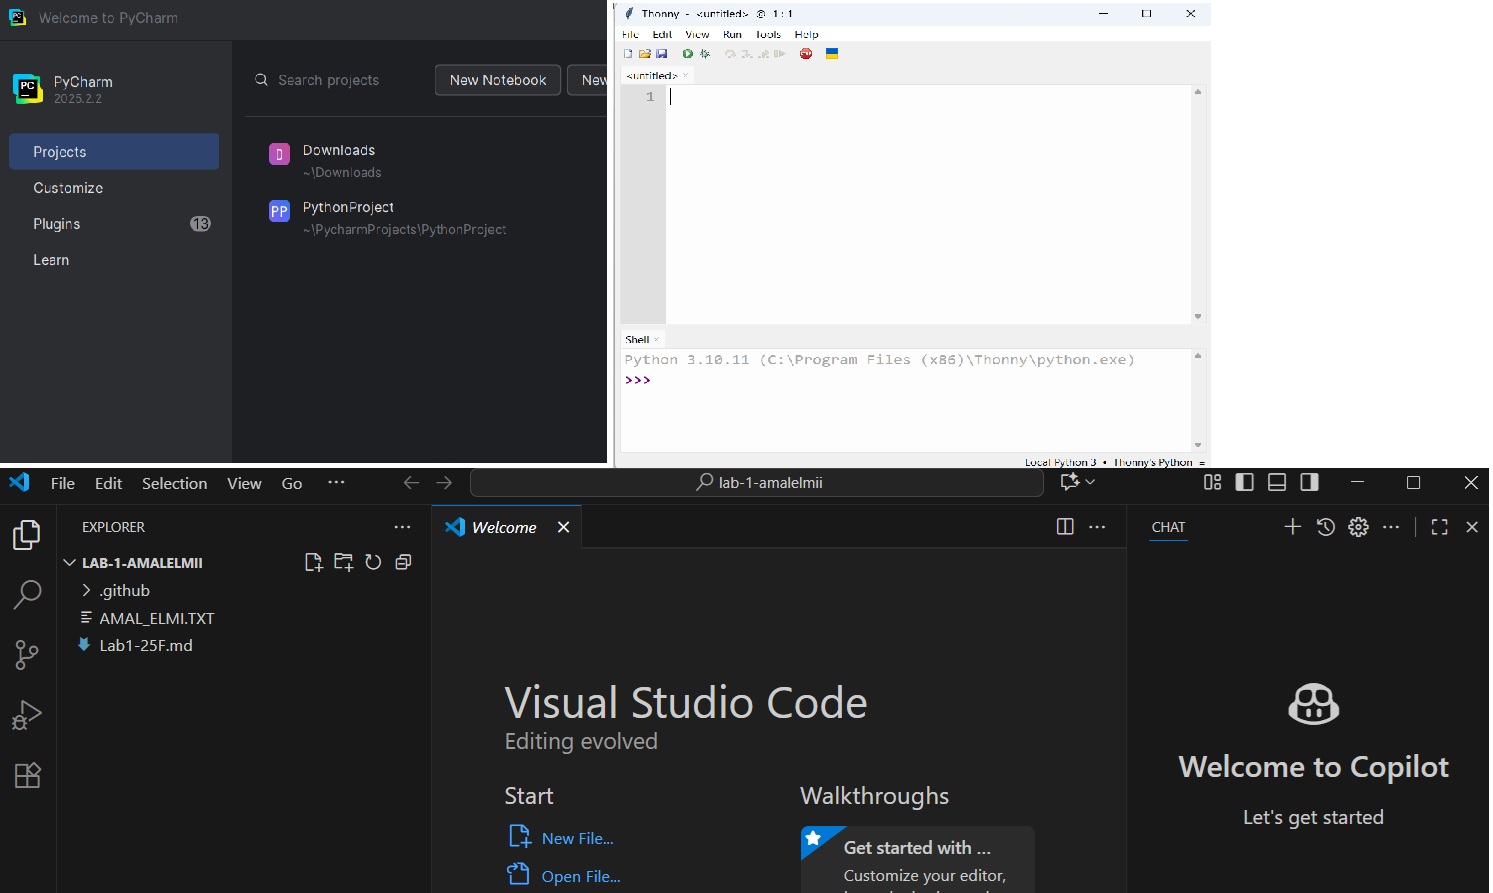 PC Welcome to PyCharm
PC PyCharm
2025.2.2
Search projects
New Notebook
New
Projects
Customize
Plugins 13
Learn
D Downloads
~\Downloads
PP PythonProject
~\PycharmProjects\PythonProject
Thonny - <untitled> @ 1:1
File Edit View Run Tools Help
<untitled> ×
1
Shell ×
Python 3.10.11 (C:\Program Files (x86)\Thonny\python.exe)
>>>
Local Python 3 • Thonny's Python ≡
File Edit Selection View Go ···
lab-1-amalelmii
EXPLORER ···
LAB-1-AMALELMII
.github
AMAL_ELMI.TXT
Lab1-25F.md
Welcome
Visual Studio Code
Editing evolved
Start
New File...
Open File...
Walkthroughs
Get started with ...
Customize your editor,
CHAT
Welcome to Copilot
Let's get started